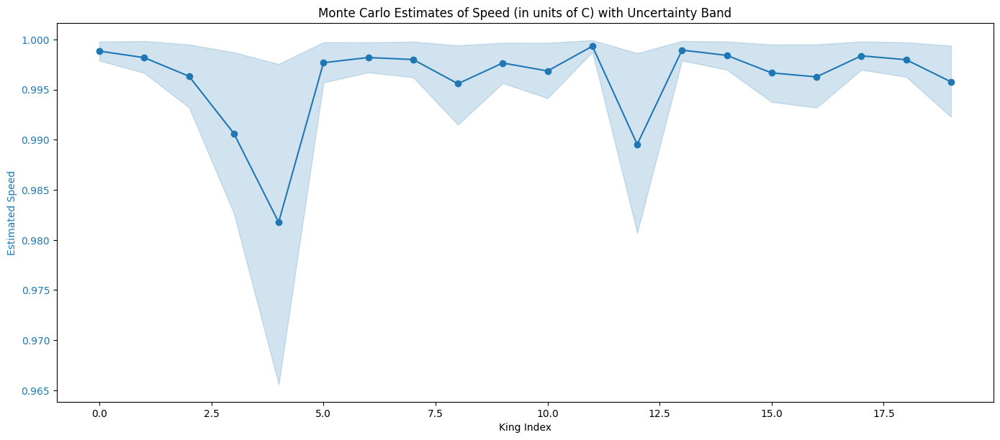 Monte Carlo Estimates of Speed (in units of C) with Uncertainty Band
1.000
0.995
0.990
0.985
0.980
0.975
0.970
0.965
Estimated Speed
0.0 2.5 5.0 7.5 10.0 12.5 15.0 17.5
King Index